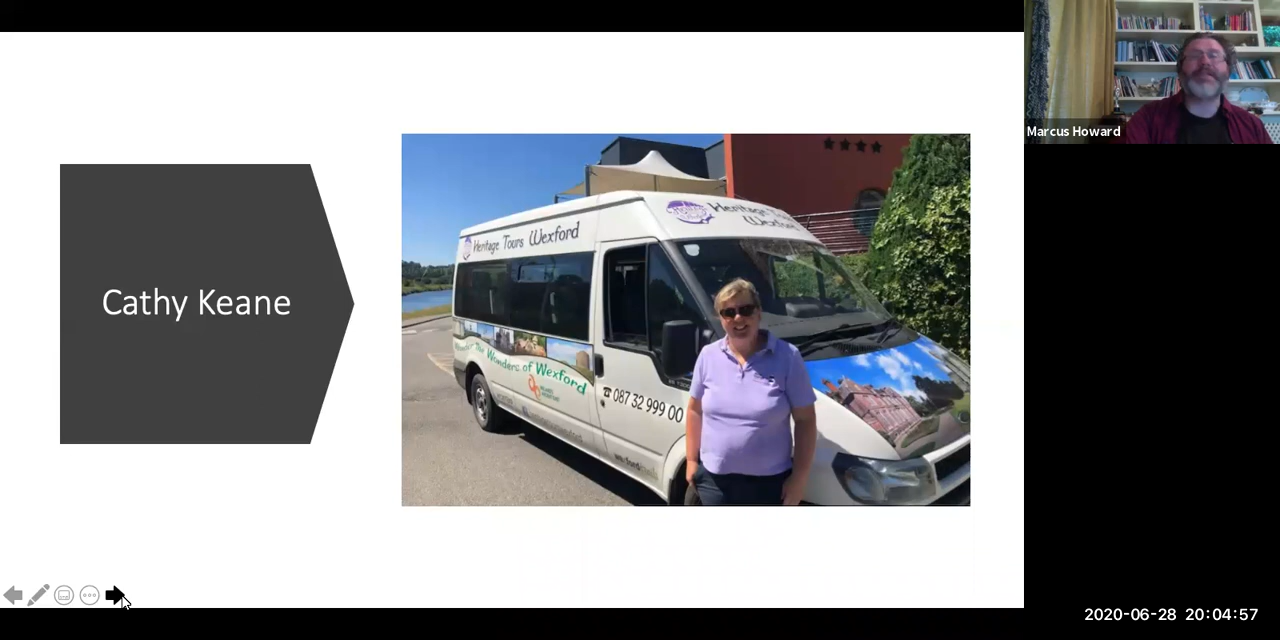 Cathy Keane
Heritage Tours Wexford
Heritage Tours
Wexford
The Wonders of Wexford
087 32 999 00
Marcus Howard
2020-06-28 20:04:57